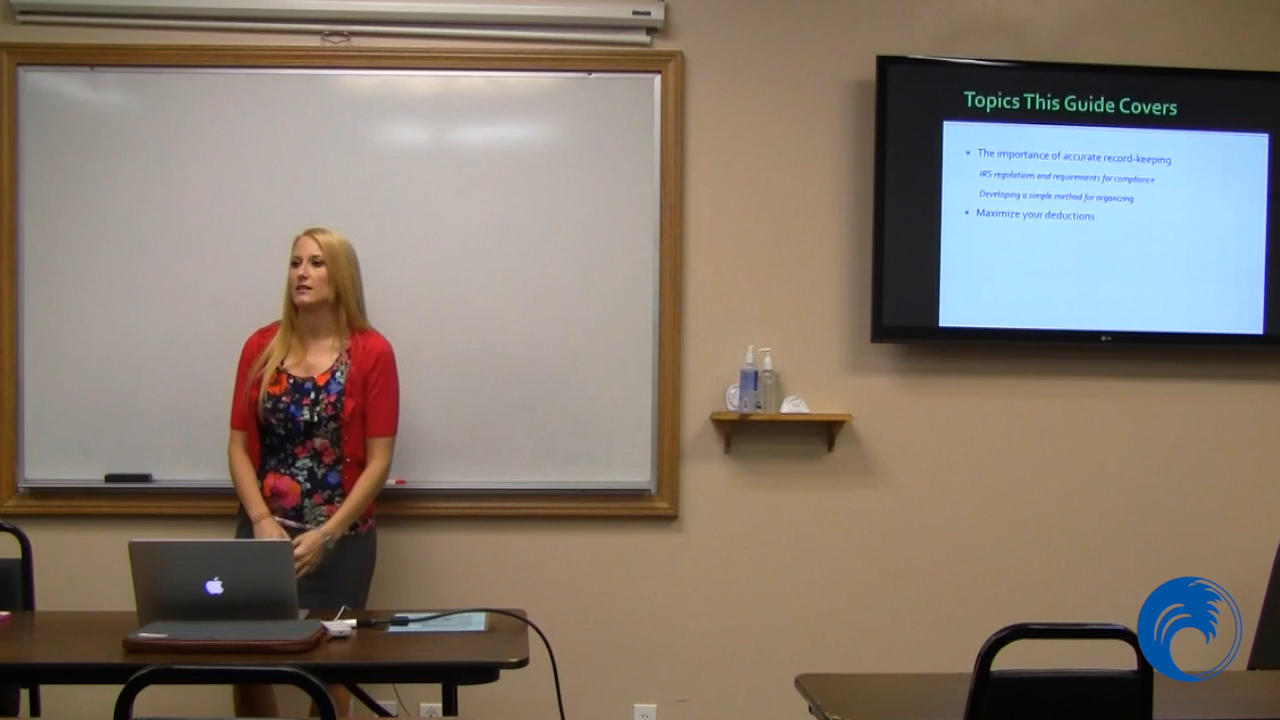 Topics This Guide Covers
• The importance of accurate record-keeping
IRS regulations and requirements for compliance
Developing a simple method for organizing
• Maximize your deductions
LG